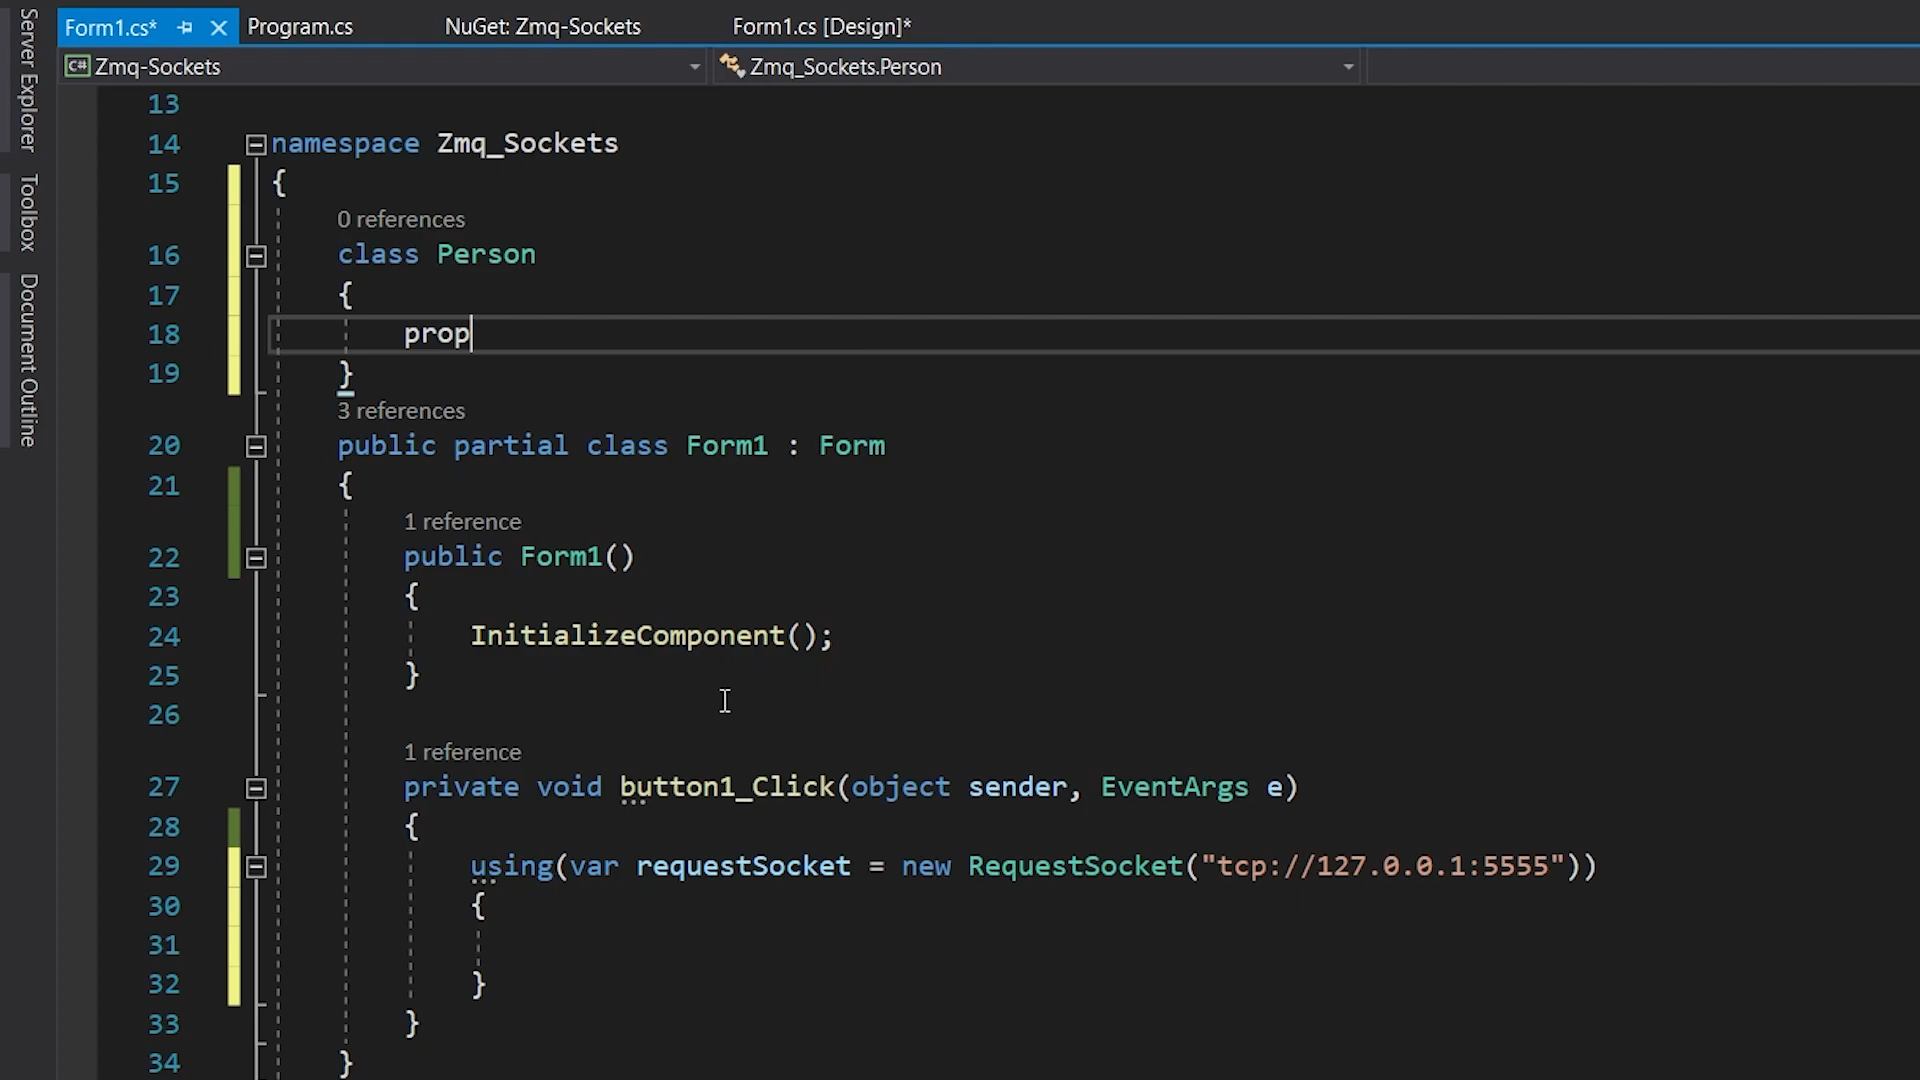 Server Explorer
Toolbox
Document Outline
Form1.cs*
Program.cs
NuGet: Zmq-Sockets
Form1.cs [Design]*
C# Zmq-Sockets
Zmq_Sockets.Person
13
14 namespace Zmq_Sockets
15 {
0 references
16 class Person
17 {
18 prop
19 }
3 references
20 public partial class Form1 : Form
21 {
1 reference
22 public Form1()
23 {
24 InitializeComponent();
25 }
26
1 reference
27 private void button1_Click(object sender, EventArgs e)
28 {
29 using(var requestSocket = new RequestSocket("tcp://127.0.0.1:5555"))
30 {
31
32 }
33 }
34 }